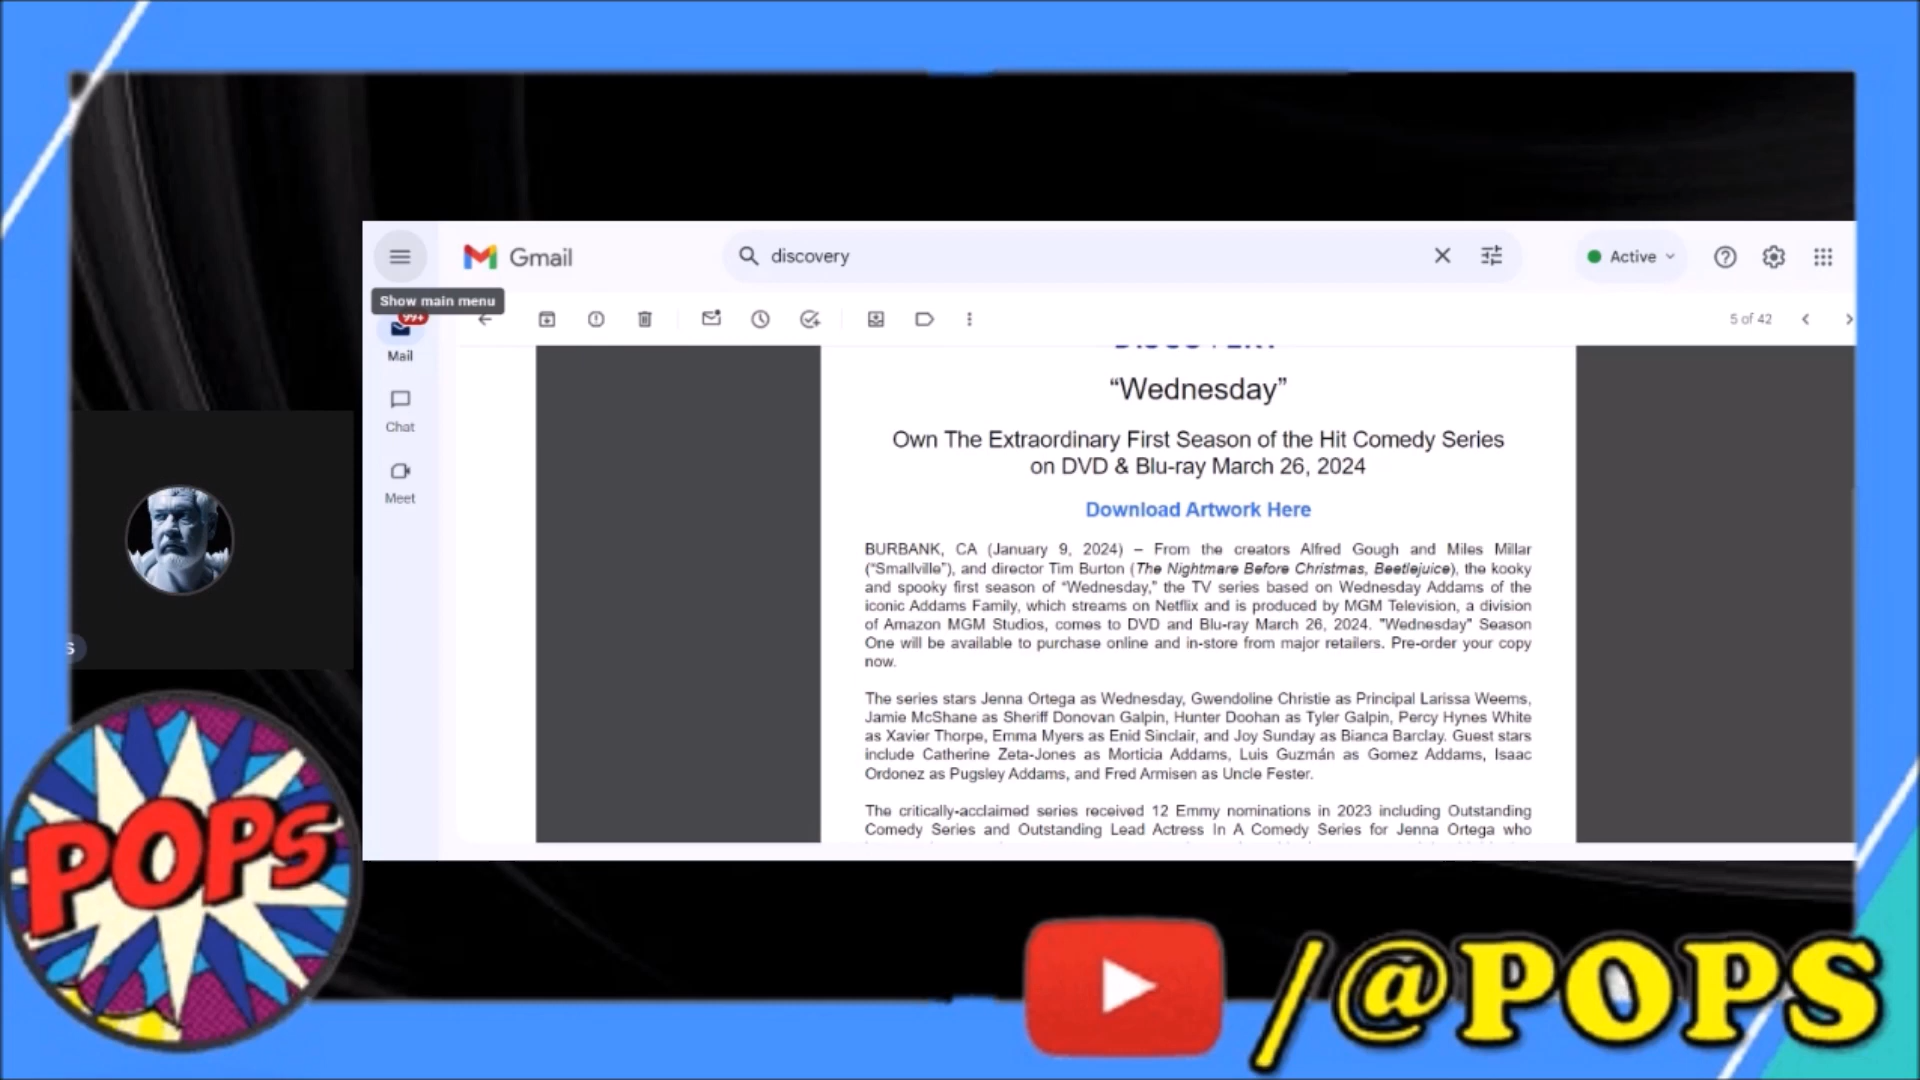 Gmail
discovery
Active
Show main menu
99+
5 of 42
Mail
Chat
Meet
DISCOVERY
“Wednesday”
Own The Extraordinary First Season of the Hit Comedy Series
on DVD & Blu-ray March 26, 2024
Download Artwork Here
BURBANK, CA (January 9, 2024) – From the creators Alfred Gough and Miles Millar
(“Smallville”), and director Tim Burton (The Nightmare Before Christmas, Beetlejuice), the kooky
and spooky first season of “Wednesday,” the TV series based on Wednesday Addams of the
iconic Addams Family, which streams on Netflix and is produced by MGM Television, a division
of Amazon MGM Studios, comes to DVD and Blu-ray March 26, 2024. "Wednesday" Season
One will be available to purchase online and in-store from major retailers. Pre-order your copy
now.
The series stars Jenna Ortega as Wednesday, Gwendoline Christie as Principal Larissa Weems,
Jamie McShane as Sheriff Donovan Galpin, Hunter Doohan as Tyler Galpin, Percy Hynes White
as Xavier Thorpe, Emma Myers as Enid Sinclair, and Joy Sunday as Bianca Barclay. Guest stars
include Catherine Zeta-Jones as Morticia Addams, Luis Guzmán as Gomez Addams, Isaac
Ordonez as Pugsley Addams, and Fred Armisen as Uncle Fester.
The critically-acclaimed series received 12 Emmy nominations in 2023 including Outstanding
Comedy Series and Outstanding Lead Actress In A Comedy Series for Jenna Ortega who
s
POPS
/@POPS